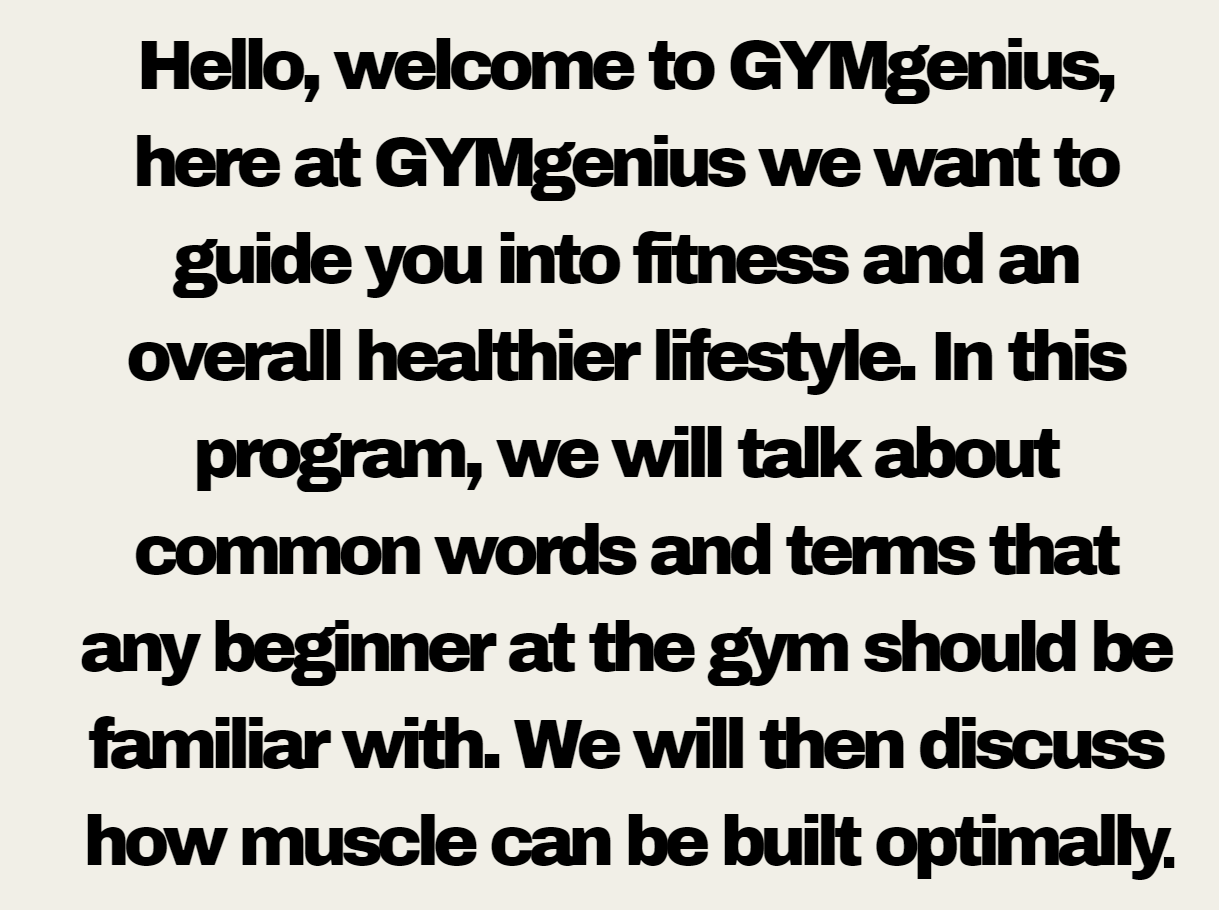 Hello, welcome to GYMgenius,
here at GYMgenius we want to
guide you into fitness and an
overall healthier lifestyle. In this
program, we will talk about
common words and terms that
any beginner at the gym should be
familiar with. We will then discuss
how muscle can be built optimally.